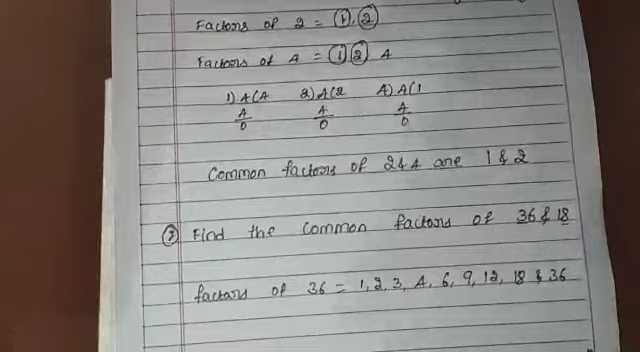 Factors of 2 = 1, 2
Factors of 4 = 1 2 4
1) 4 ( 4 2) 4 ( 2 4) 4 ( 1
4 4 4
0 0 0
Common factors of 2 & 4 are 1 & 2
3 Find the common factors of 36 & 18
factors of 36 = 1, 2, 3, 4, 6, 9, 12, 18 & 36